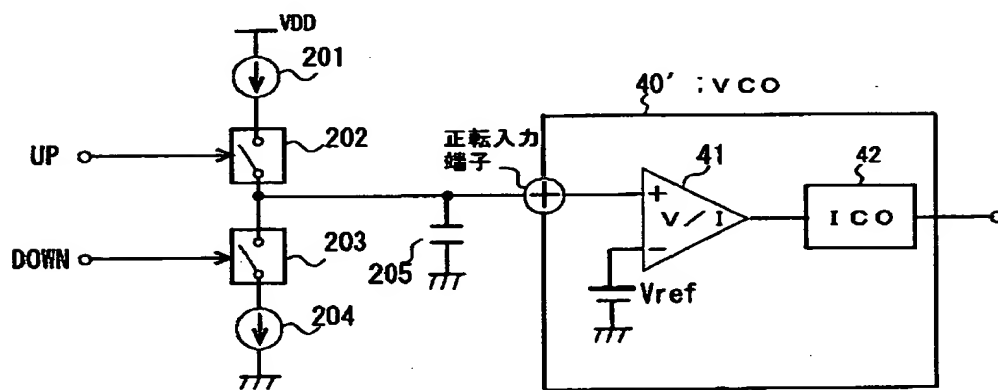 VDD
201
40' ; VCO
UP
202
正転入力
端子
41
42
+
+
V/I
ICO
DOWN
203
205
−
Vref
204